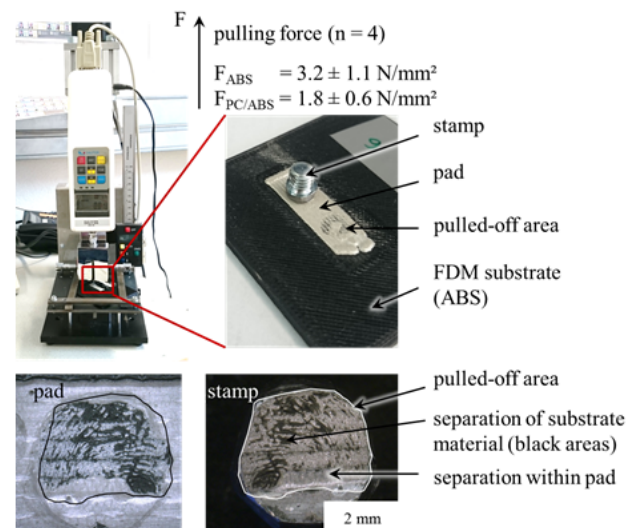 F
pulling force (n = 4)
F_ABS = 3.2 ± 1.1 N/mm²
F_PC/ABS = 1.8 ± 0.6 N/mm²
stamp
pad
pulled-off area
FDM substrate
(ABS)
pad
stamp
pulled-off area
separation of substrate
material (black areas)
separation within pad
2 mm